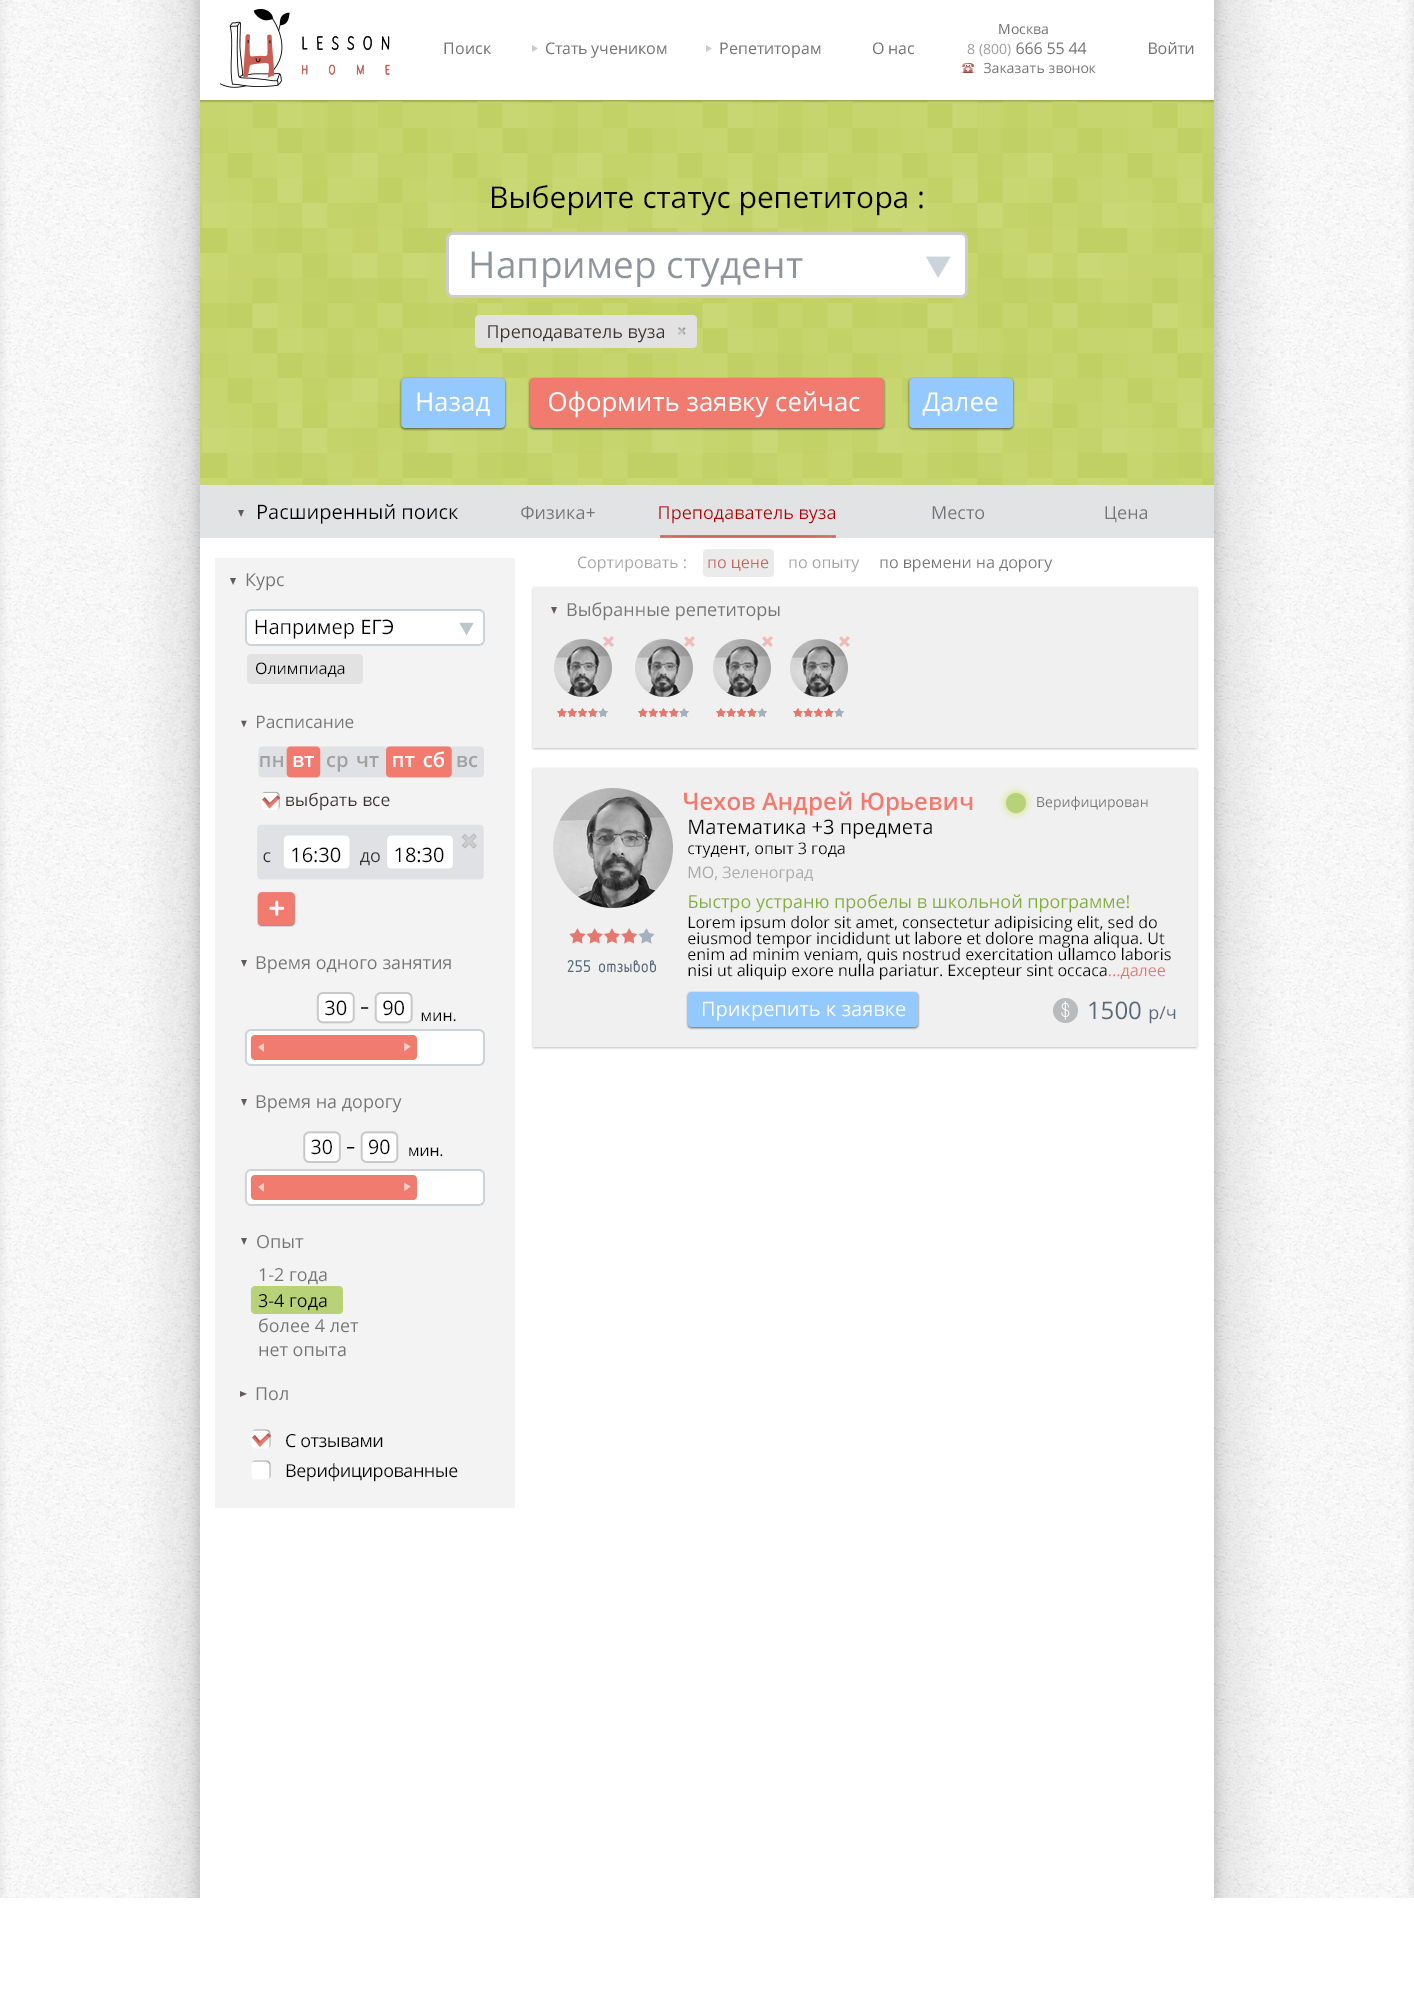 LESSON
HOME
Поиск
Стать учеником
Репетиторам
О нас
Москва
8 (800) 666 55 44
Заказать звонок
Войти
Выберите статус репетитора :
Например студент
Преподаватель вуза
Назад
Оформить заявку сейчас
Далее
Расширенный поиск
Физика+
Преподаватель вуза
Место
Цена
Сортировать : по цене по опыту по времени на дорогу
Курс
Например ЕГЭ
Олимпиада
Расписание
пн вт ср чт пт сб вс
выбрать все
с 16:30 до 18:30
+
Время одного занятия
30 – 90 мин.
Время на дорогу
30 – 90 мин.
Опыт
1-2 года
3-4 года
более 4 лет
нет опыта
Пол
С отзывами
Верифицированные
Выбранные репетиторы
Чехов Андрей Юрьевич
Верифицирован
Математика +3 предмета
студент, опыт 3 года
МО, Зеленоград
Быстро устраню пробелы в школьной программе!
Lorem ipsum dolor sit amet, consectetur adipisicing elit, sed do
eiusmod tempor incididunt ut labore et dolore magna aliqua. Ut
enim ad minim veniam, quis nostrud exercitation ullamco laboris
nisi ut aliquip exore nulla pariatur. Excepteur sint occaca...далее
255 отзывов
Прикрепить к заявке
$ 1500 р/ч